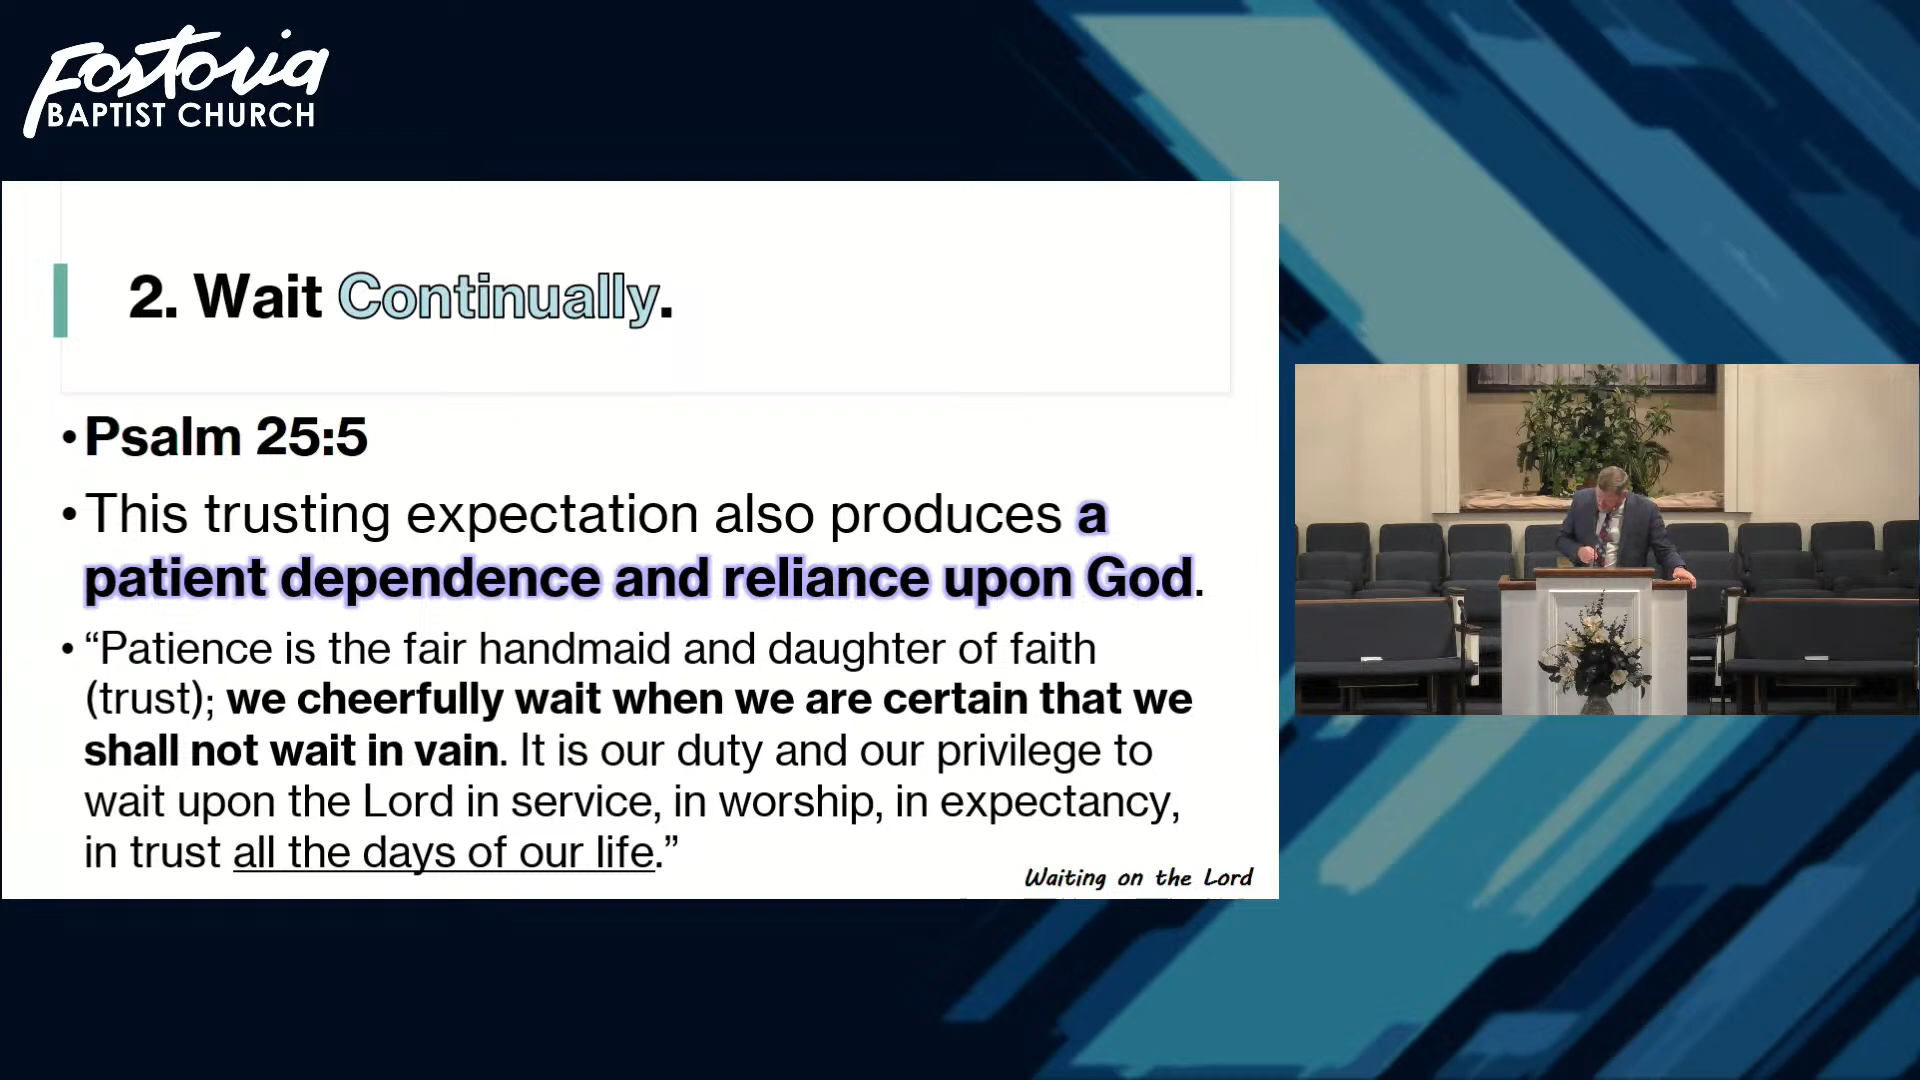 Fostoria
BAPTIST CHURCH
2. Wait Continually.
•Psalm 25:5
•This trusting expectation also produces a
patient dependence and reliance upon God.
• “Patience is the fair handmaid and daughter of faith
(trust); we cheerfully wait when we are certain that we
shall not wait in vain. It is our duty and our privilege to
wait upon the Lord in service, in worship, in expectancy,
in trust all the days of our life.”
Waiting on the Lord